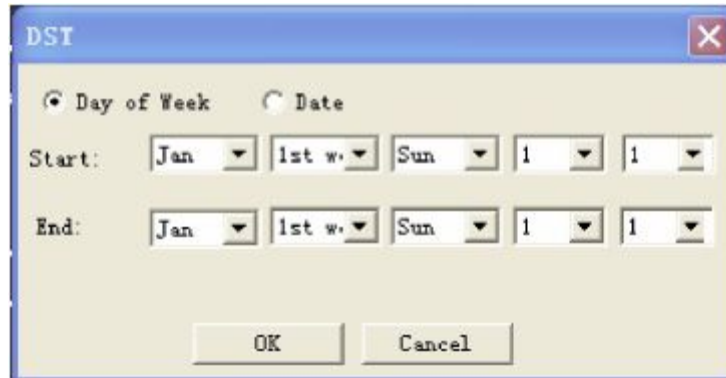 DST
Day of Week Date
Start: Jan 1st w Sun 1 1
End: Jan 1st w Sun 1 1
OK Cancel